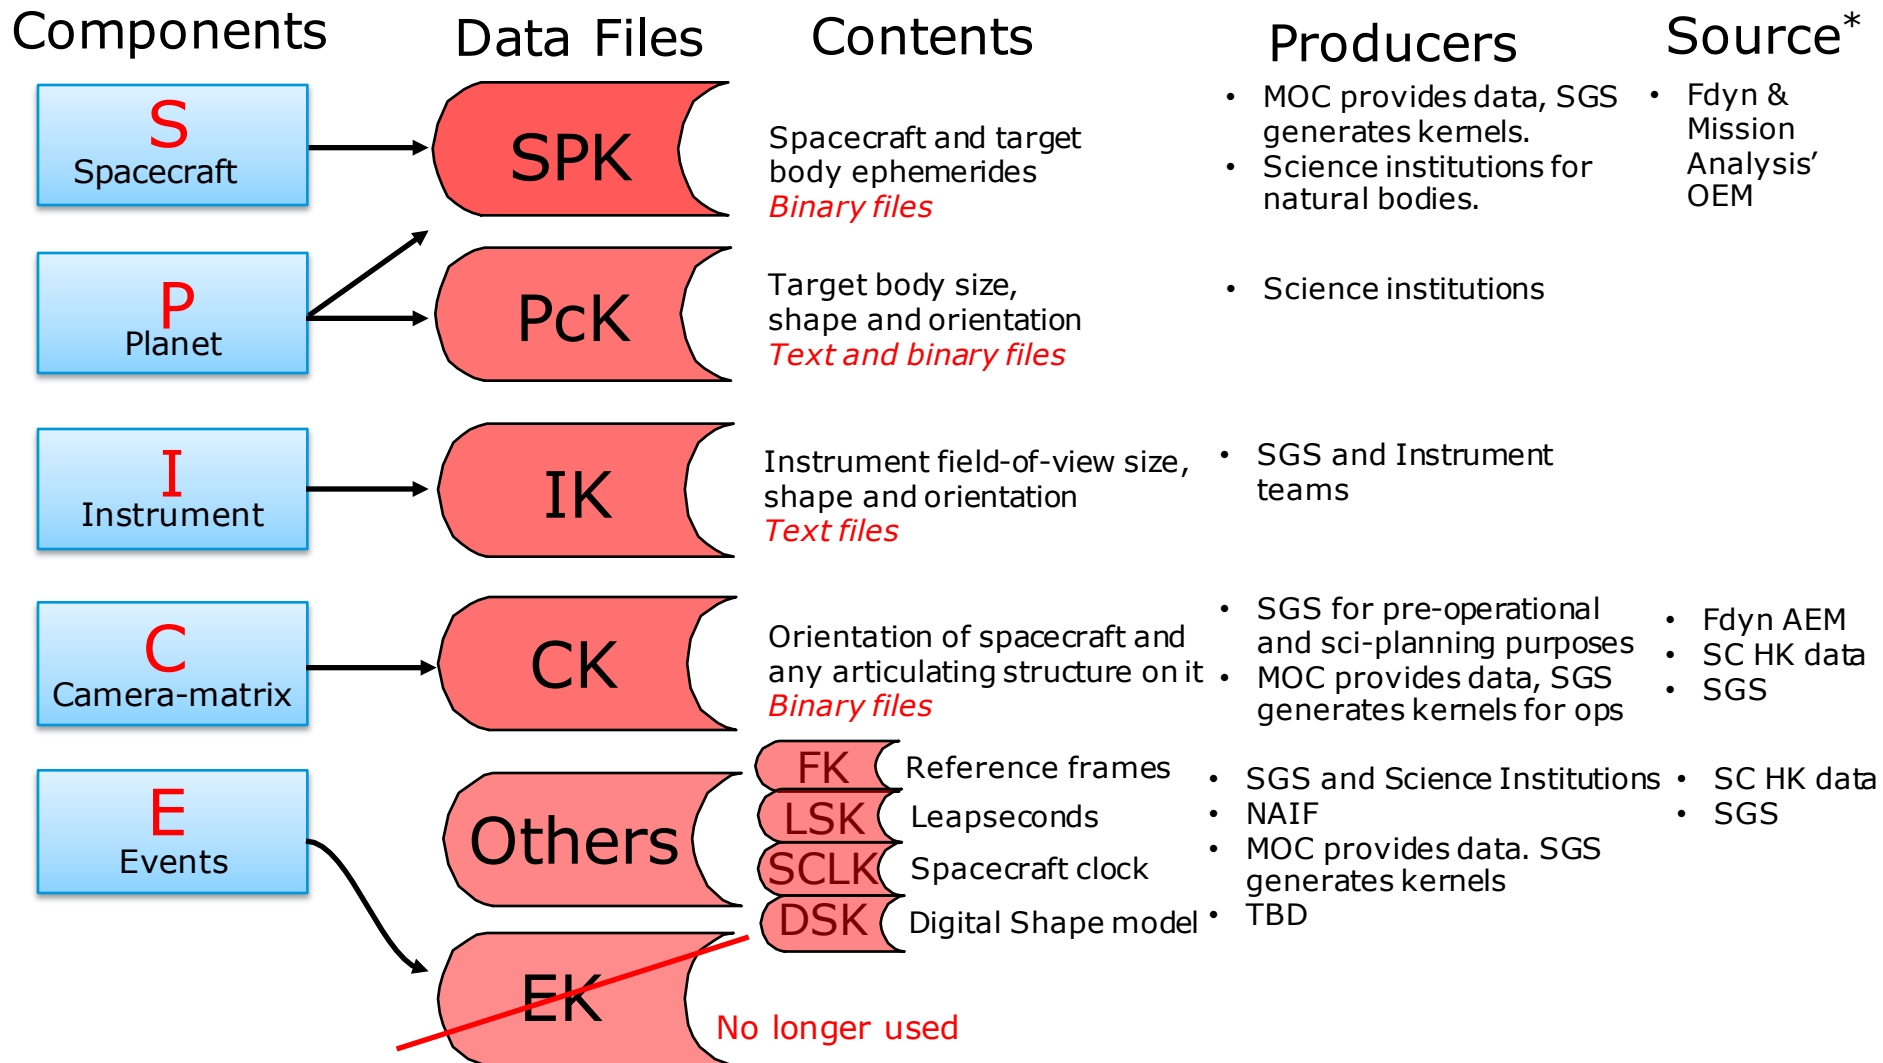 Components
Data Files
Contents
Producers
Source*
S
Spacecraft
SPK
Spacecraft and target
body ephemerides
Binary files
• MOC provides data, SGS
generates kernels.
• Science institutions for
natural bodies.
• Fdyn &
Mission
Analysis’
OEM
P
Planet
PcK
Target body size,
shape and orientation
Text and binary files
• Science institutions
I
Instrument
IK
Instrument field-of-view size,
shape and orientation
Text files
• SGS and Instrument
teams
C
Camera-matrix
CK
Orientation of spacecraft and
any articulating structure on it
Binary files
• SGS for pre-operational
and sci-planning purposes
• MOC provides data, SGS
generates kernels for ops
• Fdyn AEM
• SC HK data
• SGS
E
Events
Others
FK
Reference frames
LSK
Leapseconds
SCLK
Spacecraft clock
DSK
Digital Shape model
• SGS and Science Institutions
• NAIF
• MOC provides data. SGS
generates kernels
• TBD
• SC HK data
• SGS
EK
No longer used